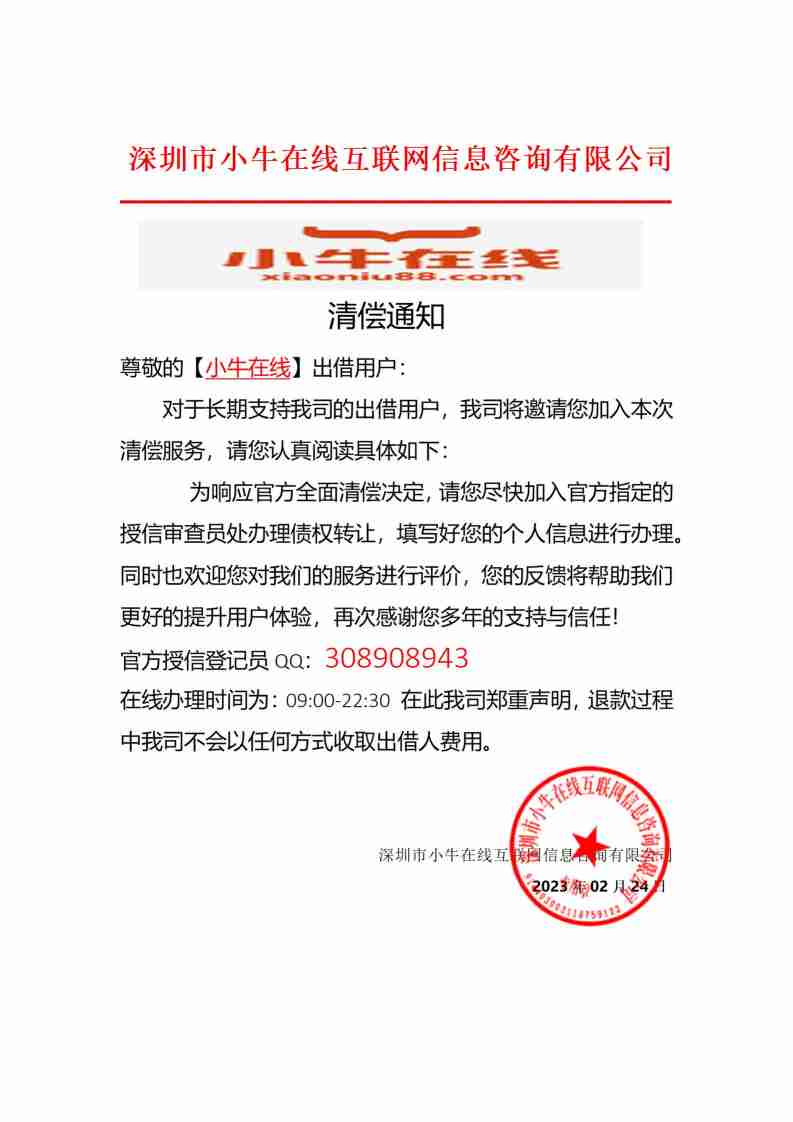 深圳市小牛在线互联网信息咨询有限公司
小牛在线
xiaoniu88.com
清偿通知
尊敬的【小牛在线】出借用户：
对于长期支持我司的出借用户，我司将邀请您加入本次
清偿服务，请您认真阅读具体如下：
为响应官方全面清偿决定，请您尽快加入官方指定的
授信审查员处办理债权转让，填写好您的个人信息进行办理。
同时也欢迎您对我们的服务进行评价，您的反馈将帮助我们
更好的提升用户体验，再次感谢您多年的支持与信任！
官方授信登记员 QQ：308908943
在线办理时间为：09:00-22:30 在此我司郑重声明，退款过程
中我司不会以任何方式收取出借人费用。
深圳市小牛在线互联网信息咨询有限公司
深圳市小牛在线互联网信息咨询有限公司
2023 年 02 月 24 日